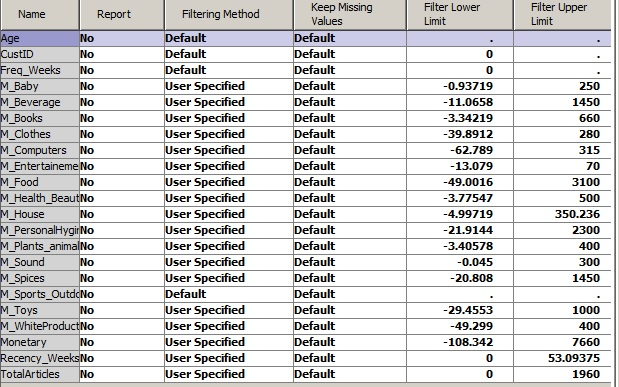 Name Report Filtering Method Keep Missing Values Filter Lower Limit Filter Upper Limit
Age No Default Default . .
CustID No Default Default 0 .
Freq_Weeks No Default Default 0 .
M_Baby No User Specified Default -0.93719 250
M_Beverage No User Specified Default -11.0658 1450
M_Books No User Specified Default -3.34219 660
M_Clothes No User Specified Default -39.8912 280
M_Computers No User Specified Default -62.789 315
M_Entertaineme No User Specified Default -13.079 70
M_Food No User Specified Default -49.0016 3100
M_Health_Beaut No User Specified Default -3.77547 500
M_House No User Specified Default -4.99719 350.236
M_PersonalHygi No User Specified Default -21.9144 2300
M_Plants_animal No User Specified Default -3.40578 400
M_Sound No User Specified Default -0.045 300
M_Spices No User Specified Default -20.808 1450
M_Sports_Outdo No Default Default . .
M_Toys No User Specified Default -29.4553 1000
M_WhiteProduct No User Specified Default -49.299 400
Monetary No User Specified Default -108.342 7660
Recency_Weeks No User Specified Default 0 53.09375
TotalArticles No User Specified Default 0 1960